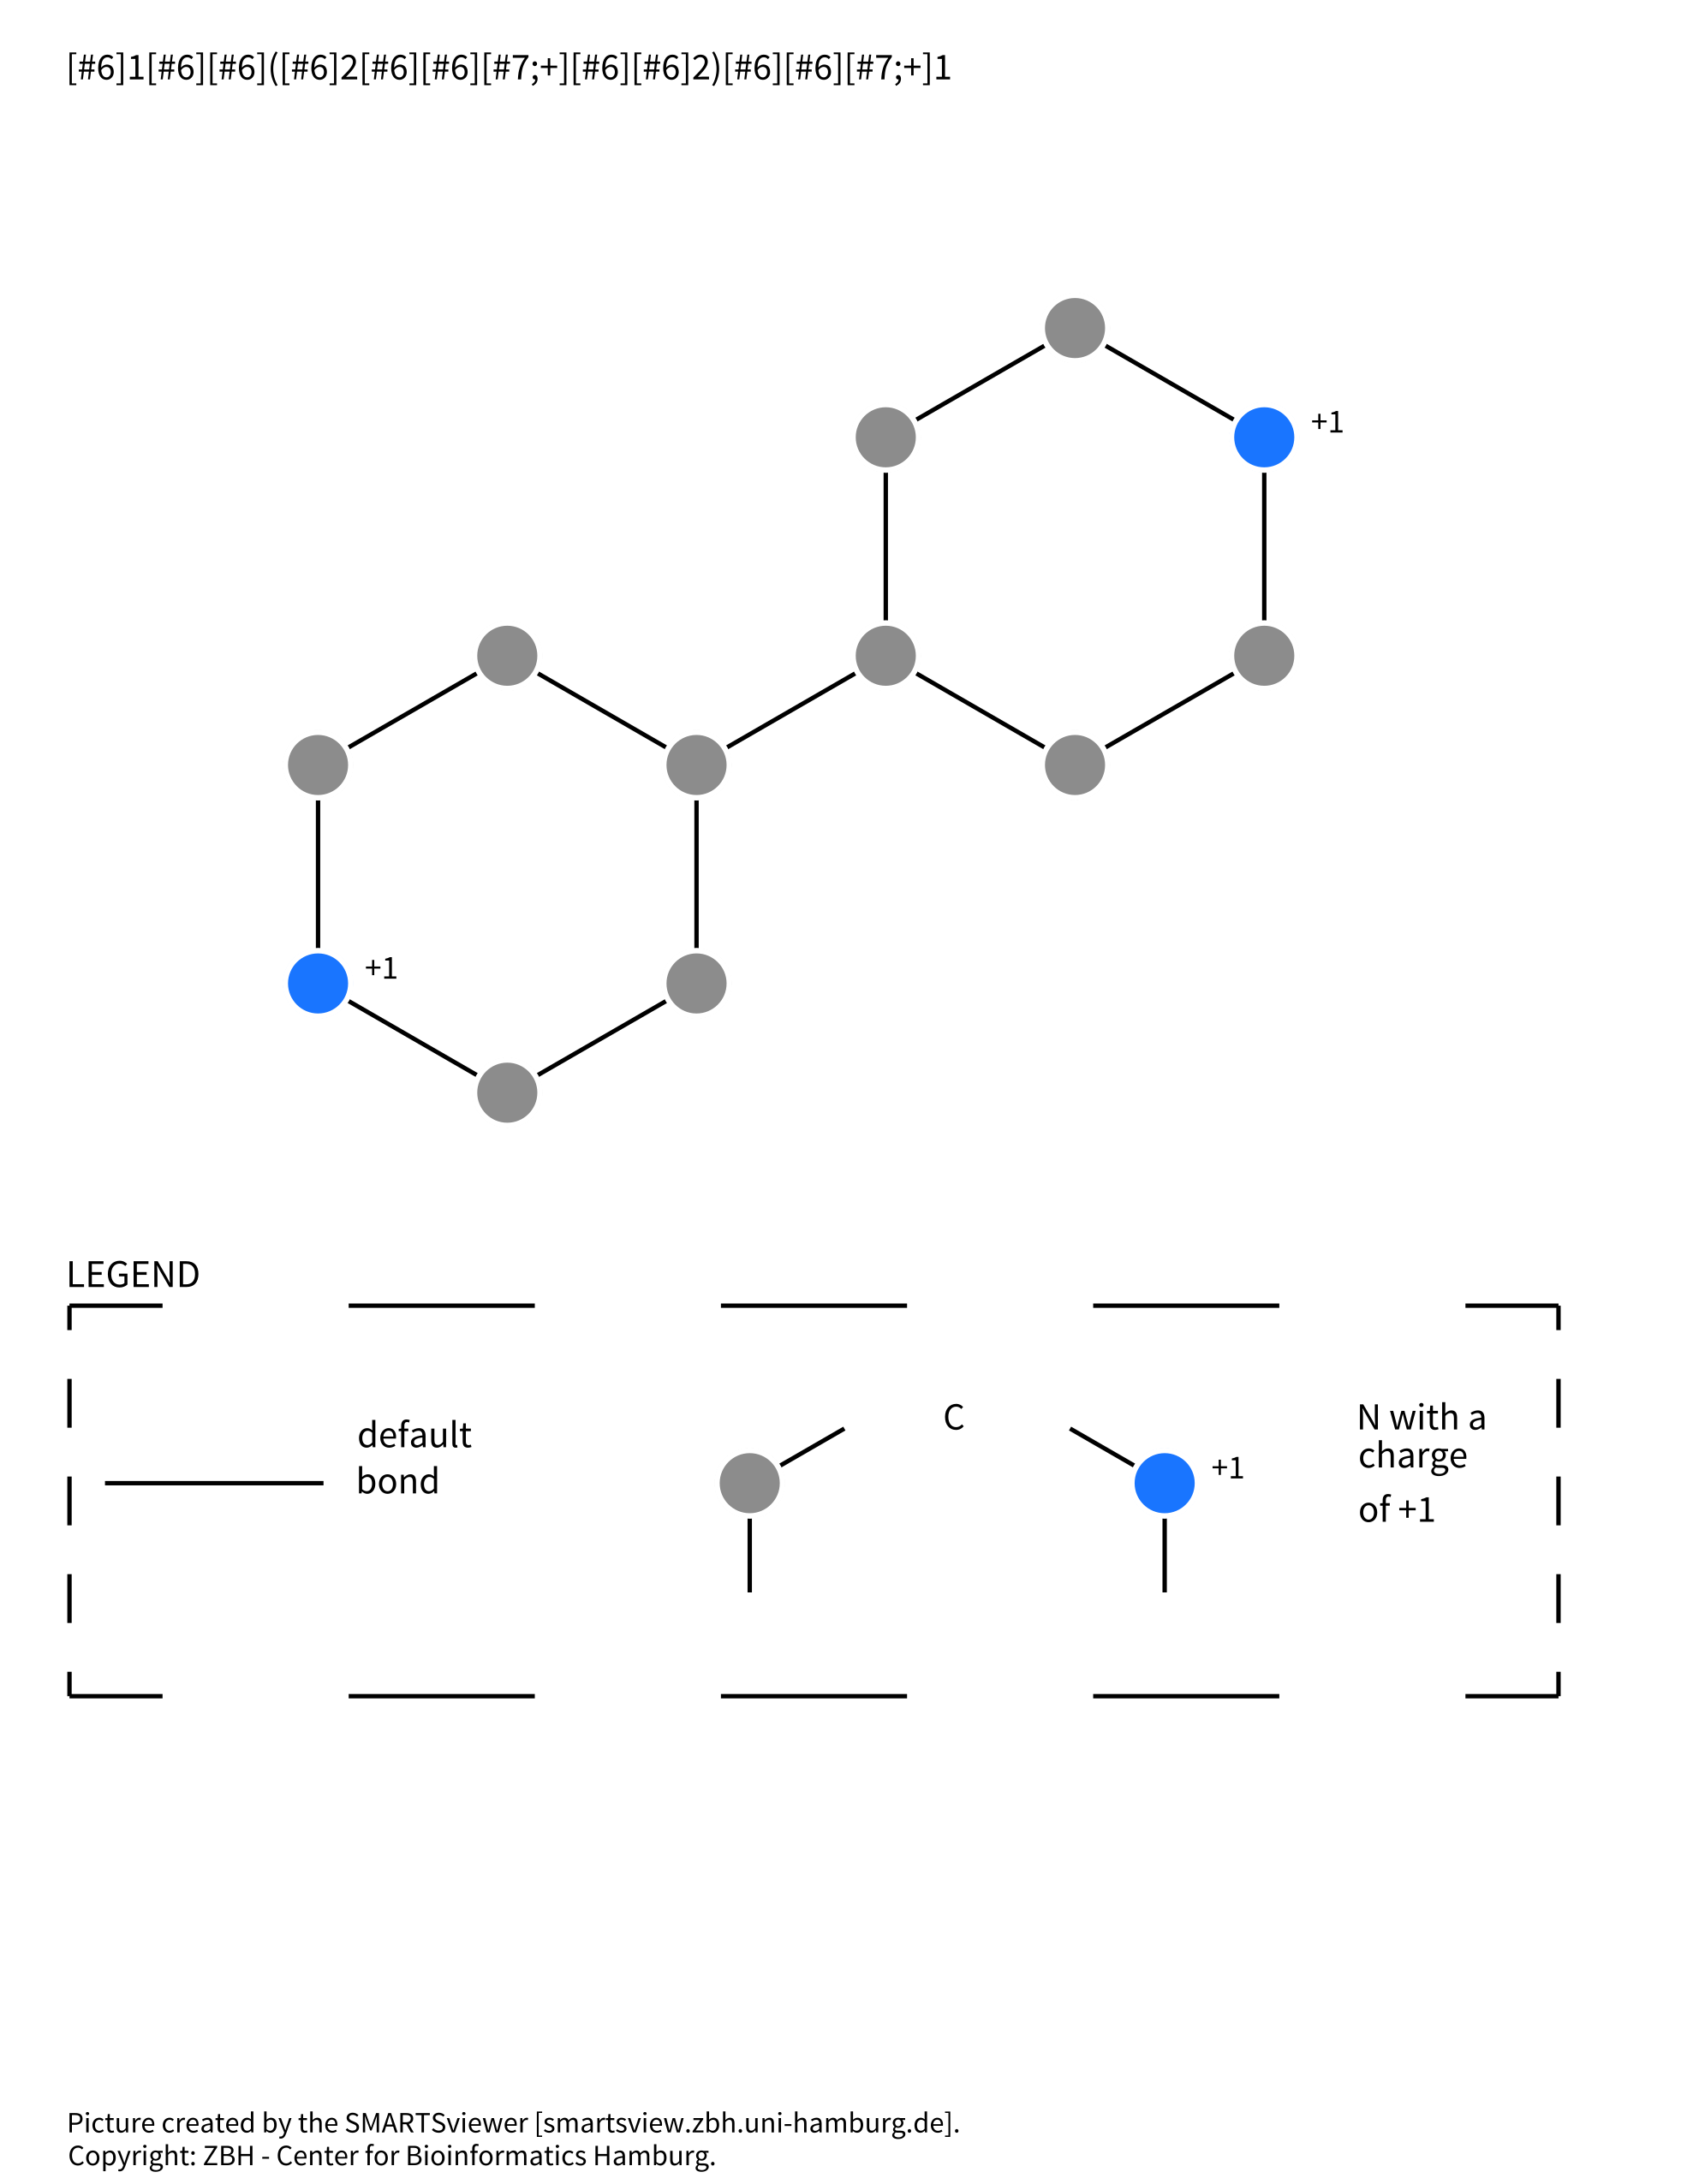 [#6]1[#6][#6]([#6]2[#6][#6][#7;+][#6][#6]2)[#6][#6][#7;+]1
+1
+1
LEGEND
default
bond
C
+1
N with a
charge
of +1
Picture created by the SMARTSviewer [smartsview.zbh.uni-hamburg.de].
Copyright: ZBH - Center for Bioinformatics Hamburg.